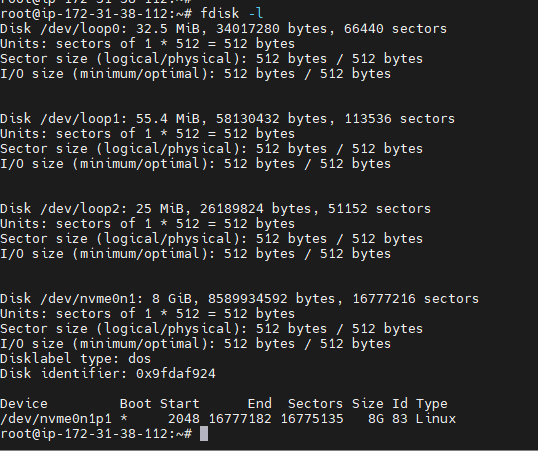 root@ip-172-31-38-112:~# fdisk -l
Disk /dev/loop0: 32.5 MiB, 34017280 bytes, 66440 sectors
Units: sectors of 1 * 512 = 512 bytes
Sector size (logical/physical): 512 bytes / 512 bytes
I/O size (minimum/optimal): 512 bytes / 512 bytes
Disk /dev/loop1: 55.4 MiB, 58130432 bytes, 113536 sectors
Units: sectors of 1 * 512 = 512 bytes
Sector size (logical/physical): 512 bytes / 512 bytes
I/O size (minimum/optimal): 512 bytes / 512 bytes
Disk /dev/loop2: 25 MiB, 26189824 bytes, 51152 sectors
Units: sectors of 1 * 512 = 512 bytes
Sector size (logical/physical): 512 bytes / 512 bytes
I/O size (minimum/optimal): 512 bytes / 512 bytes
Disk /dev/nvme0n1: 8 GiB, 8589934592 bytes, 16777216 sectors
Units: sectors of 1 * 512 = 512 bytes
Sector size (logical/physical): 512 bytes / 512 bytes
I/O size (minimum/optimal): 512 bytes / 512 bytes
Disklabel type: dos
Disk identifier: 0x9fdaf924
Device         Boot Start      End  Sectors Size Id Type
/dev/nvme0n1p1 *     2048 16777182 16775135   8G 83 Linux
root@ip-172-31-38-112:~#